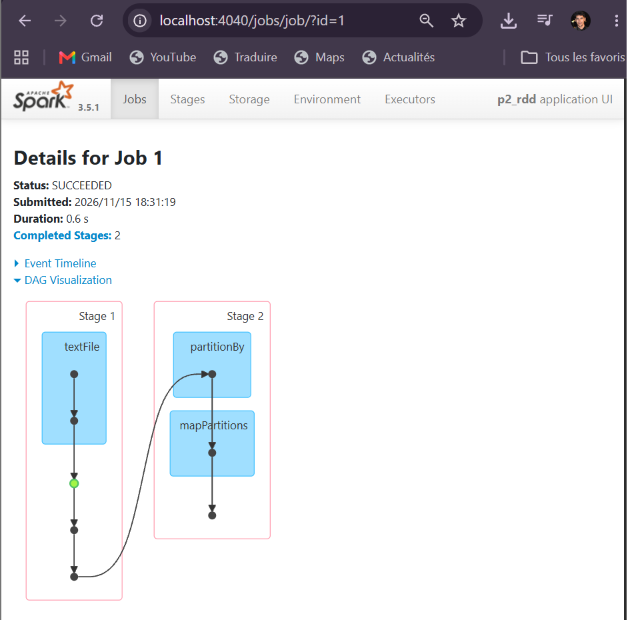 localhost:4040/jobs/job/?id=1
Gmail YouTube Traduire Maps Actualités Tous les favoris
APACHE Spark 3.5.1 Jobs Stages Storage Environment Executors p2_rdd application UI
Details for Job 1
Status: SUCCEEDED
Submitted: 2026/11/15 18:31:19
Duration: 0.6 s
Completed Stages: 2
Event Timeline
DAG Visualization
Stage 1 Stage 2
textFile partitionBy
mapPartitions